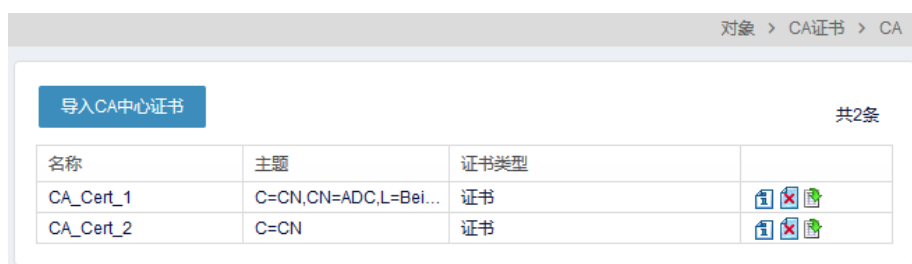 对象 > CA证书 > CA
导入CA中心证书
共2条
名称 主题 证书类型
CA_Cert_1 C=CN,CN=ADC,L=Bei... 证书
CA_Cert_2 C=CN 证书